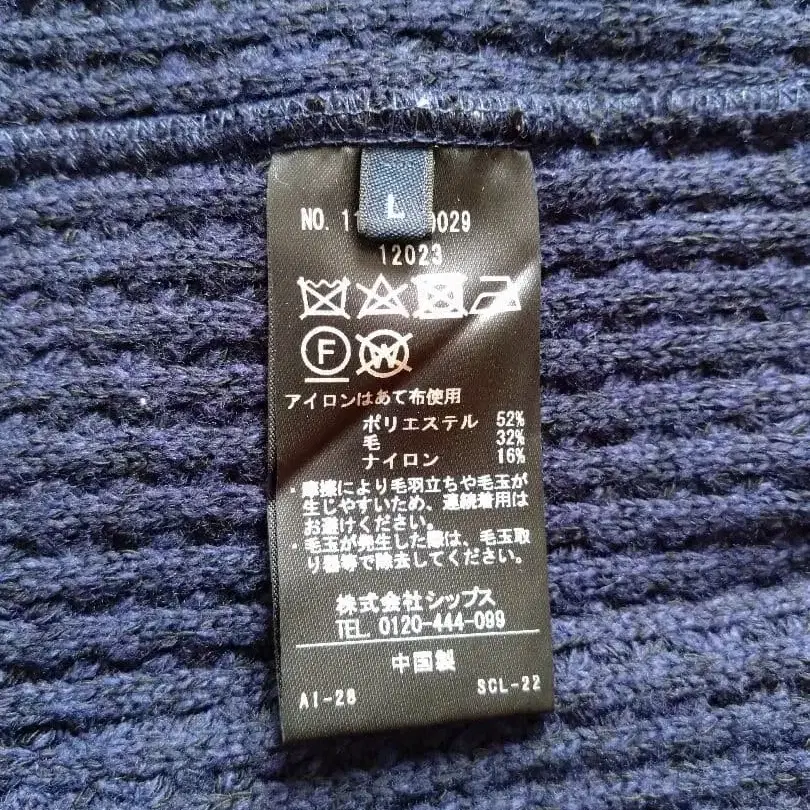 L
NO. 11 0029
12023
F W
アイロンはあて布使用
ポリエステル 52%
毛 32%
ナイロン 16%
・摩擦により毛羽立ちや毛玉が
生じやすいため、連続着用は
お避けください。
・毛玉が発生した際は、毛玉取
り器等で除去してください。
株式会社シップス
TEL. 0120-444-099
中国製
AI-28 SCL-22